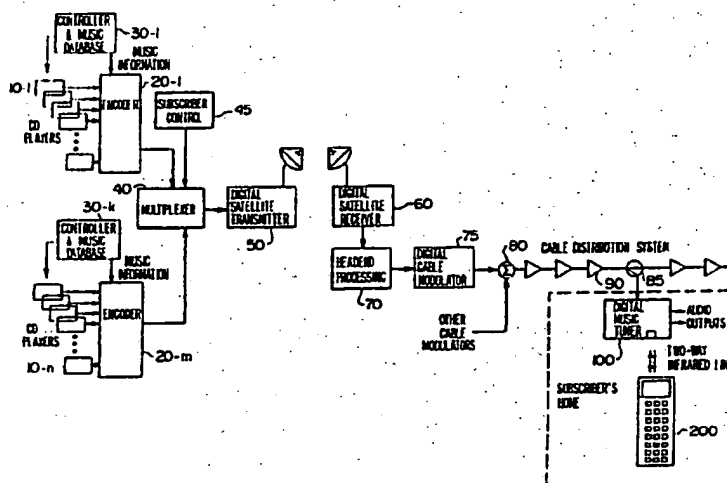 CONTROLLER
& MUSIC
DATABASE
30-1
MUSIC
INFORMATION
10-1
20-1
ENCODER
CD
PLAYERS
SUBSCRIBER
CONTROL
45
40
MULTIPLEXER
DIGITAL
SATELLITE
TRANSMITTER
50
DIGITAL
SATELLITE
RECEIVER
60
HEADEND
PROCESSING
70
75
DIGITAL
CABLE
MODULATOR
80
CABLE DISTRIBUTION SYSTEM
90
85
OTHER
CABLE
MODULATORS
30-k
CONTROLLER
& MUSIC
DATABASE
MUSIC
INFORMATION
ENCODER
CD
PLAYERS
20-m
10-n
DIGITAL
MUSIC
TUNER
100
AUDIO
OUTPUTS
TWO-WAY
INFRARED LIN
SUBSCRIBER'S
HOME
200